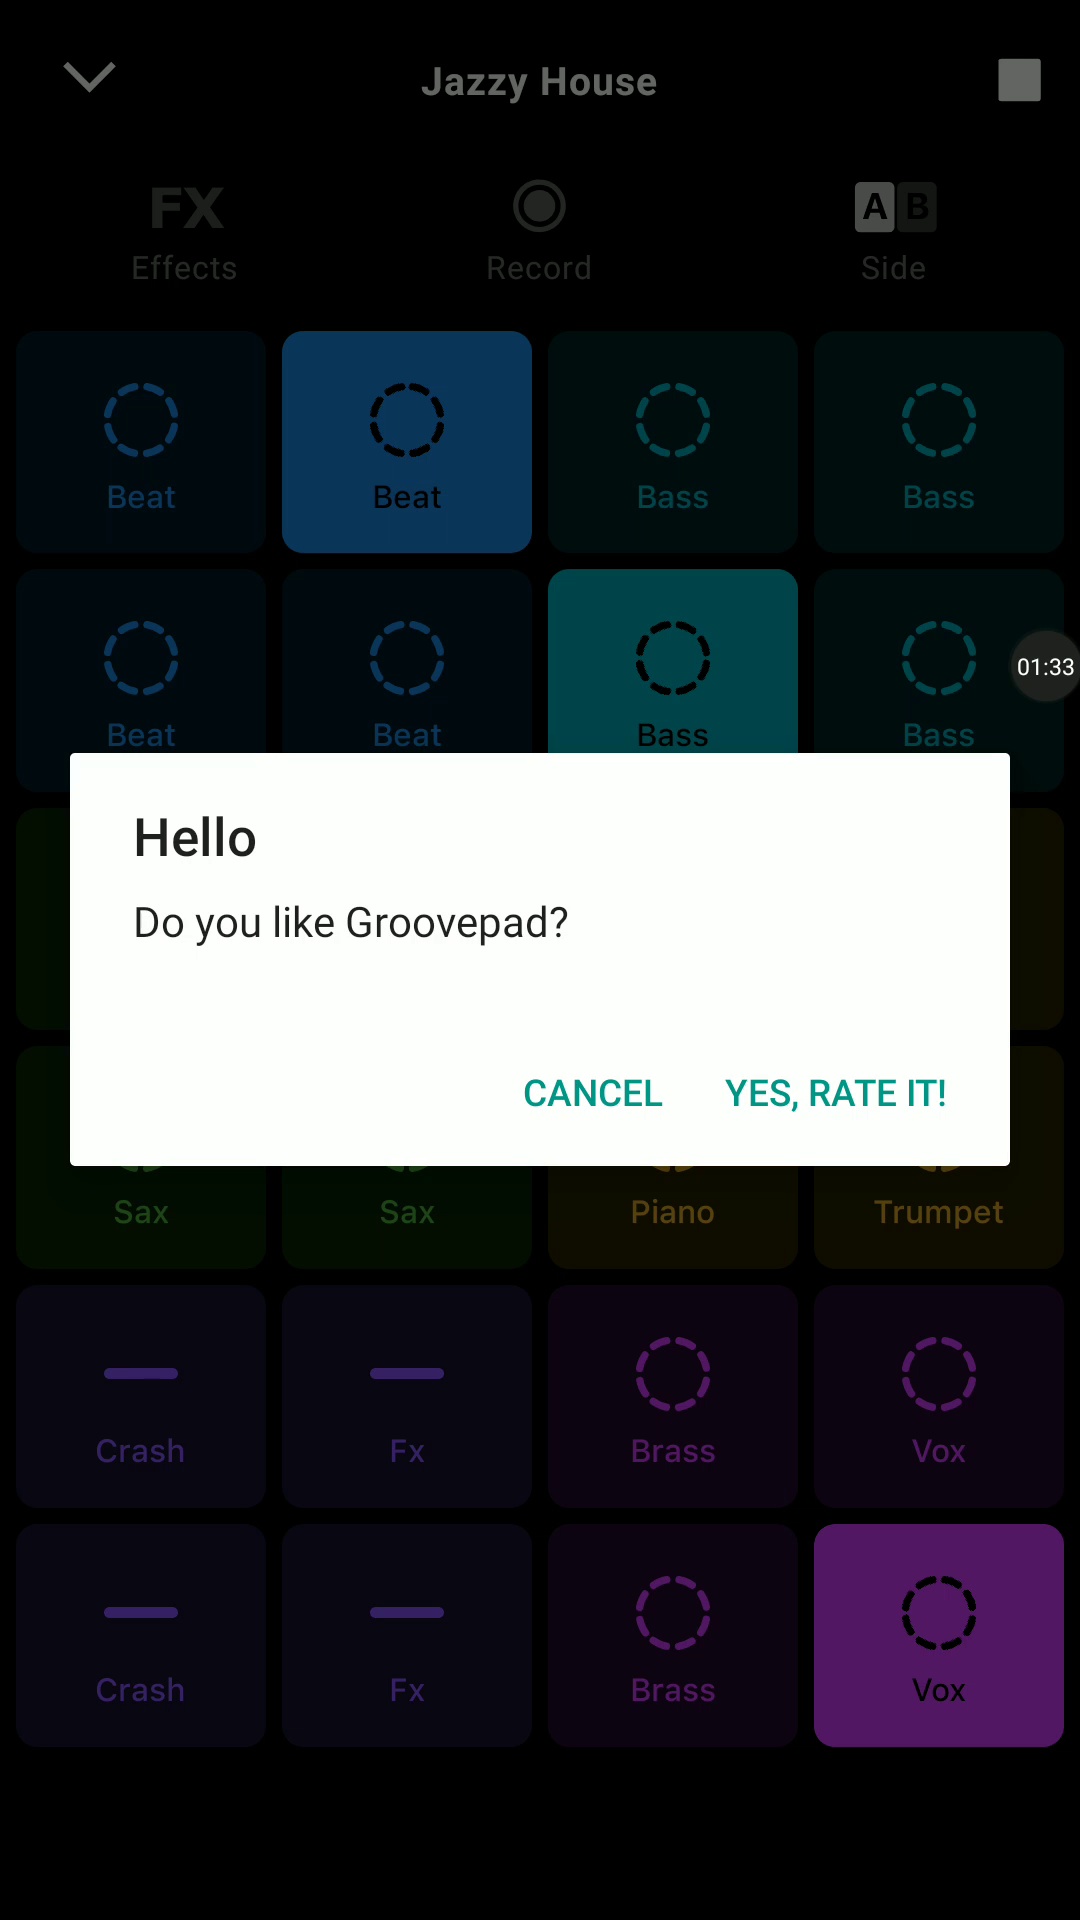 Jazzy House
FX
A B
Effects
Record
Side
Beat
Beat
Bass
Bass
01:33
Beat
Beat
Bass
Bass
Hello
Do you like Groovepad?
CANCEL
YES, RATE IT!
Sax
Sax
Piano
Trumpet
Crash
Fx
Brass
Vox
Crash
Fx
Brass
Vox